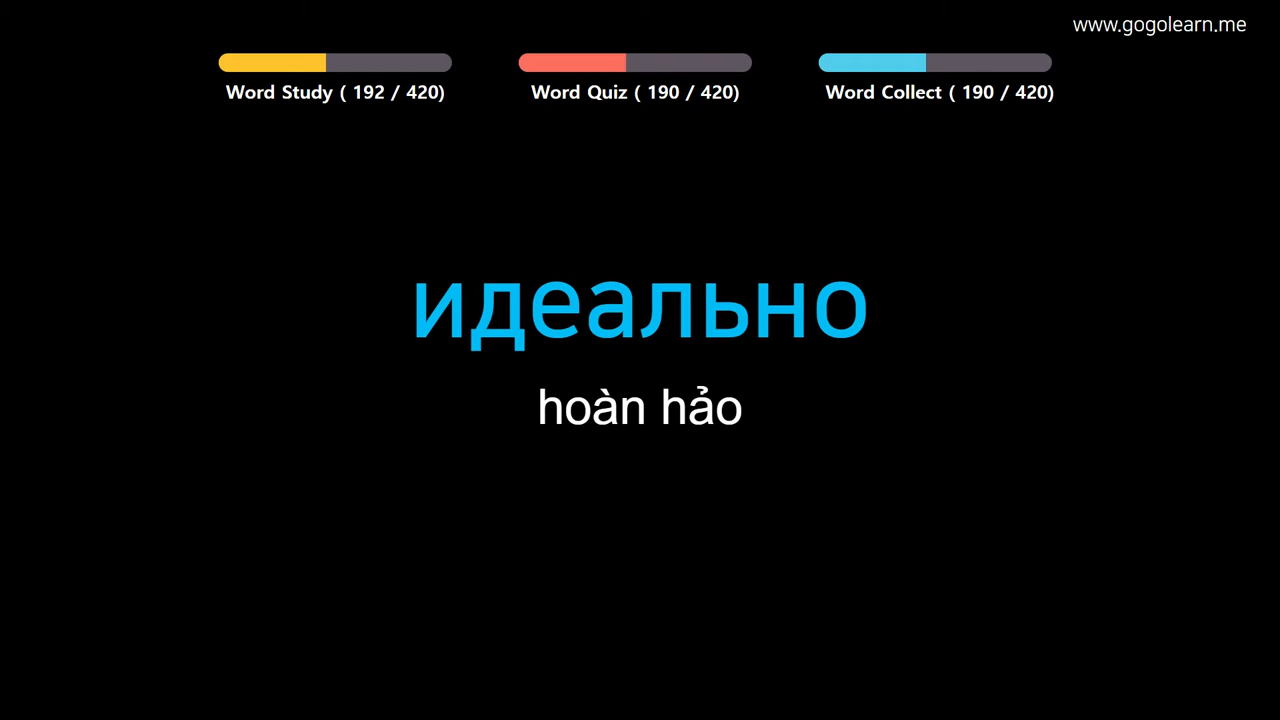 www.gogolearn.me
Word Study ( 192 / 420)
Word Quiz ( 190 / 420)
Word Collect ( 190 / 420)
идеально
hoàn hảo